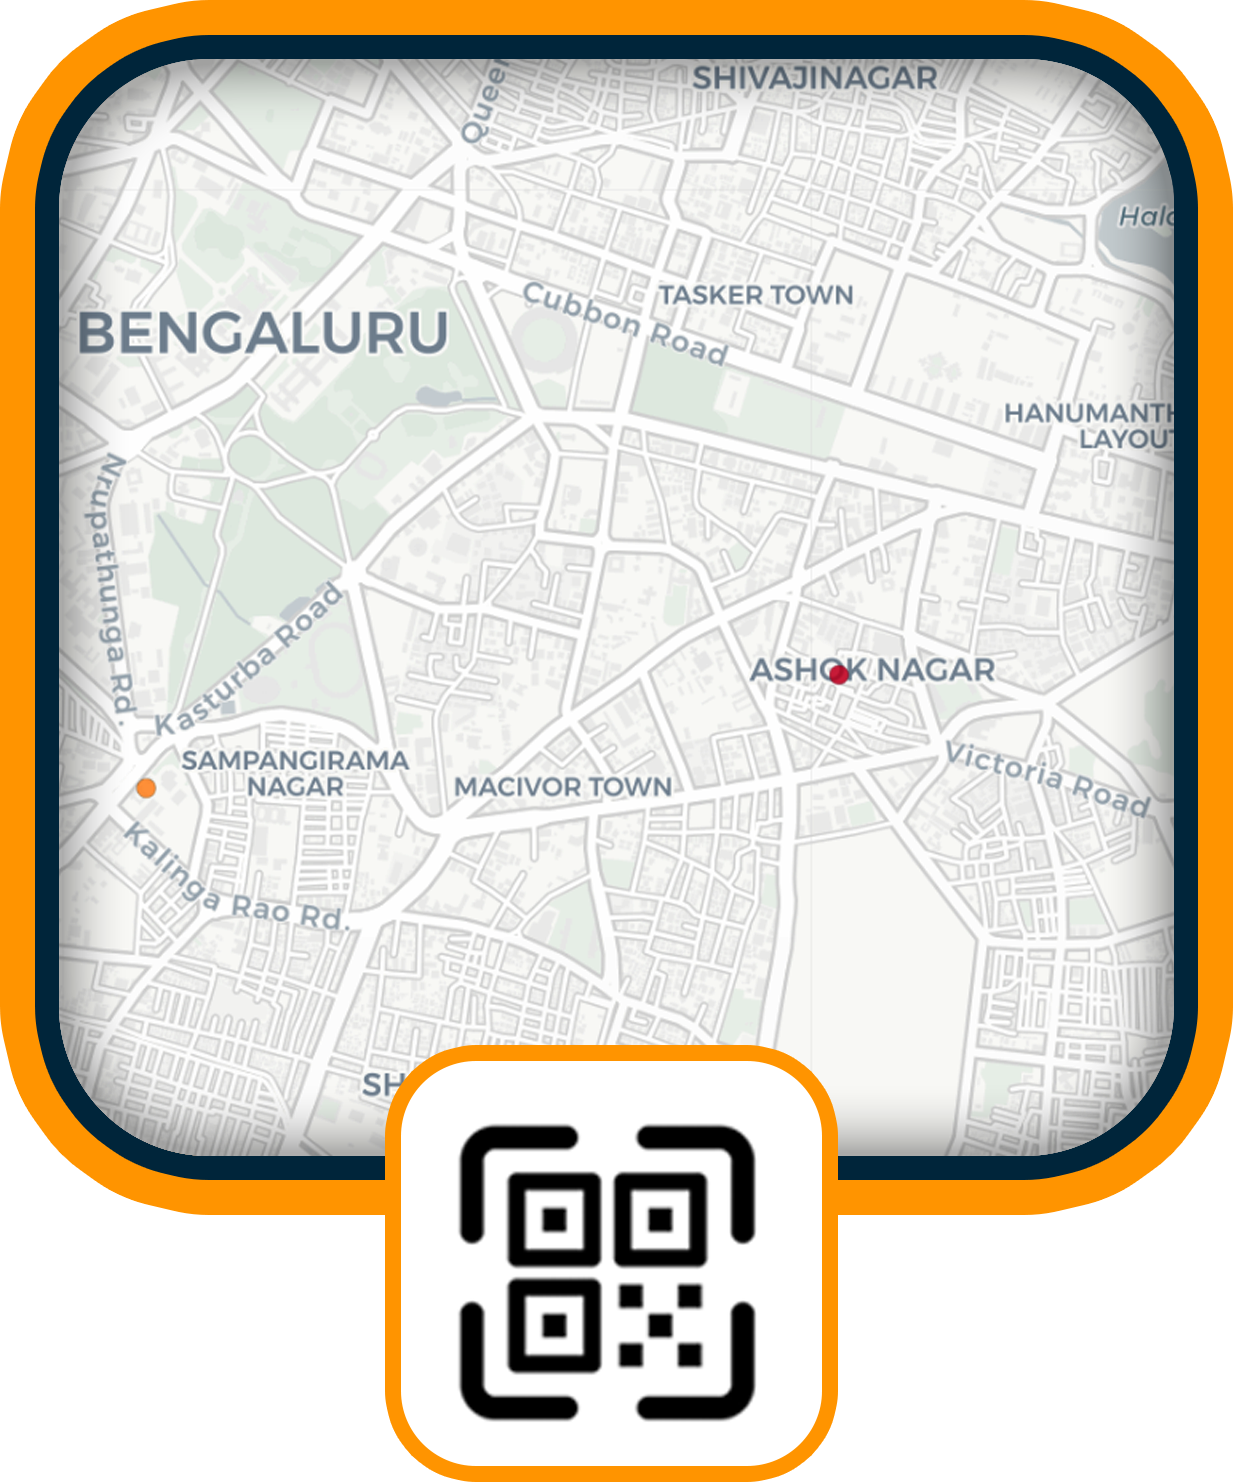 SHIVAJINAGAR
Queen
Halo
TASKER TOWN
Cubbon Road
BENGALURU
HANUMANTH
LAYOUT
Nrupathunga Rd.
Kasturba Road
ASHOK NAGAR
SAMPANGIRAMA
NAGAR
MACIVOR TOWN
Victoria Road
Kalinga Rao Rd.
SH